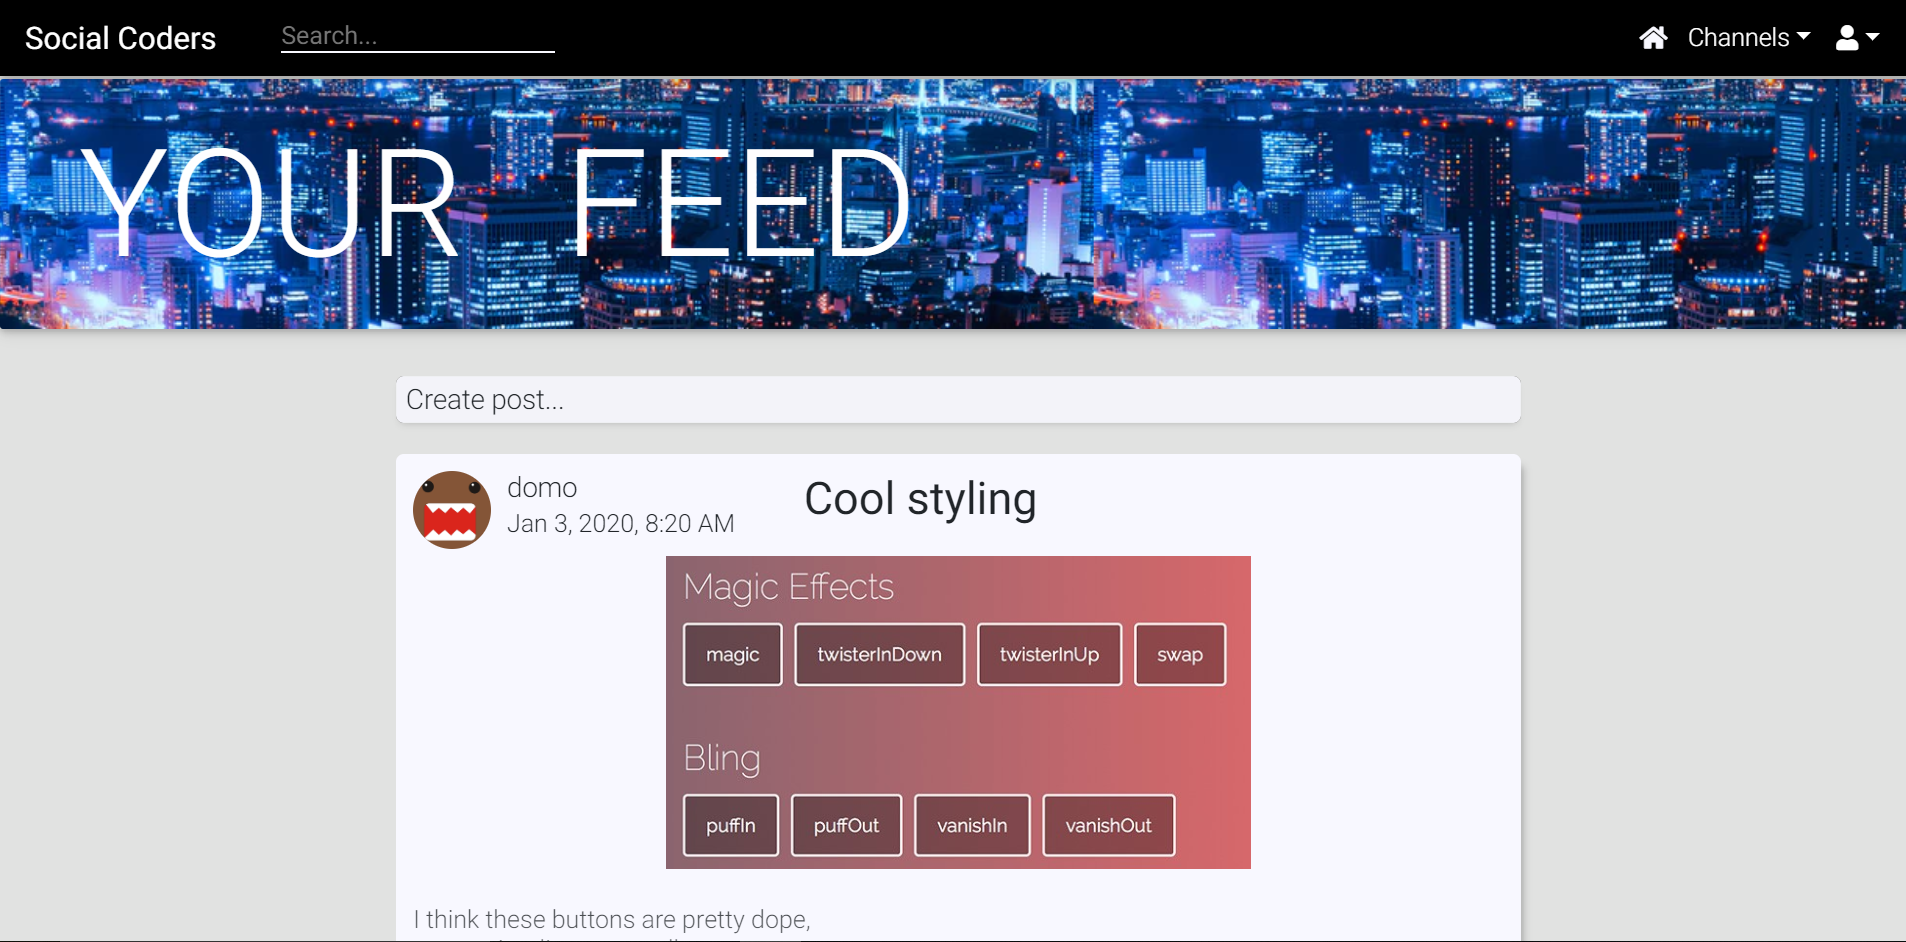 Social Coders
Search...
Channels
YOUR FEED
Create post...
domo
Jan 3, 2020, 8:20 AM
Cool styling
Magic Effects
magic
twisterInDown
twisterInUp
swap
Bling
puffIn
puffOut
vanishIn
vanishOut
I think these buttons are pretty dope,